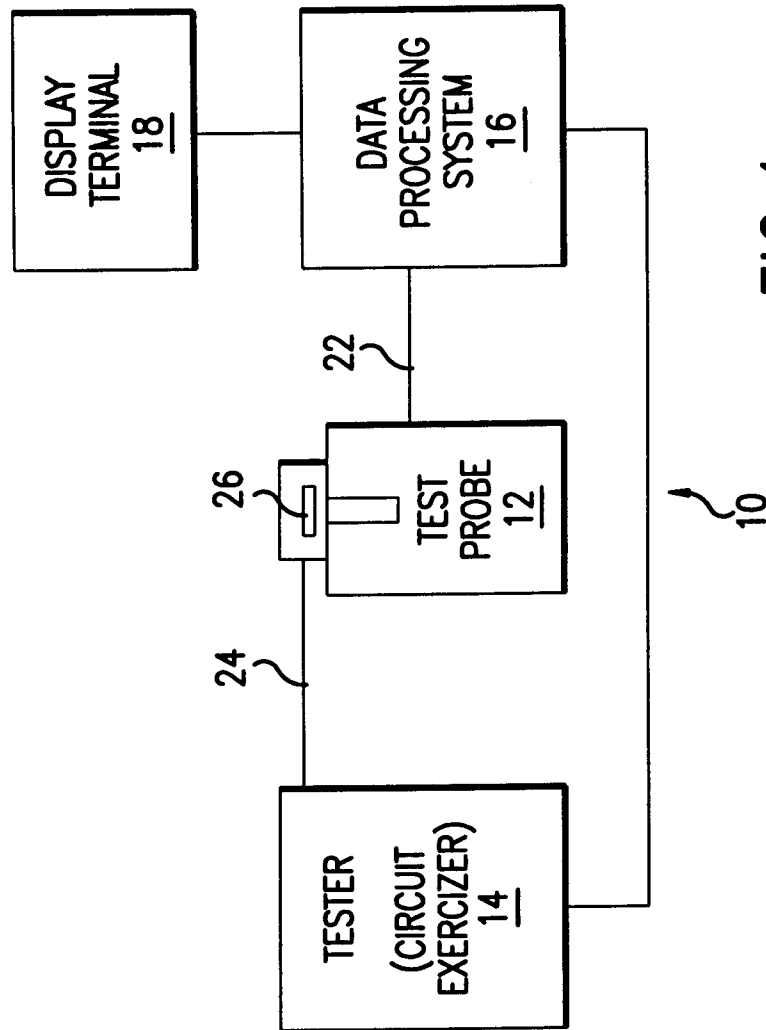 DISPLAY
TERMINAL
18
DATA
PROCESSING
SYSTEM
16
22
26
TEST
PROBE
12
24
TESTER
(CIRCUIT
EXERCIZER)
14
10